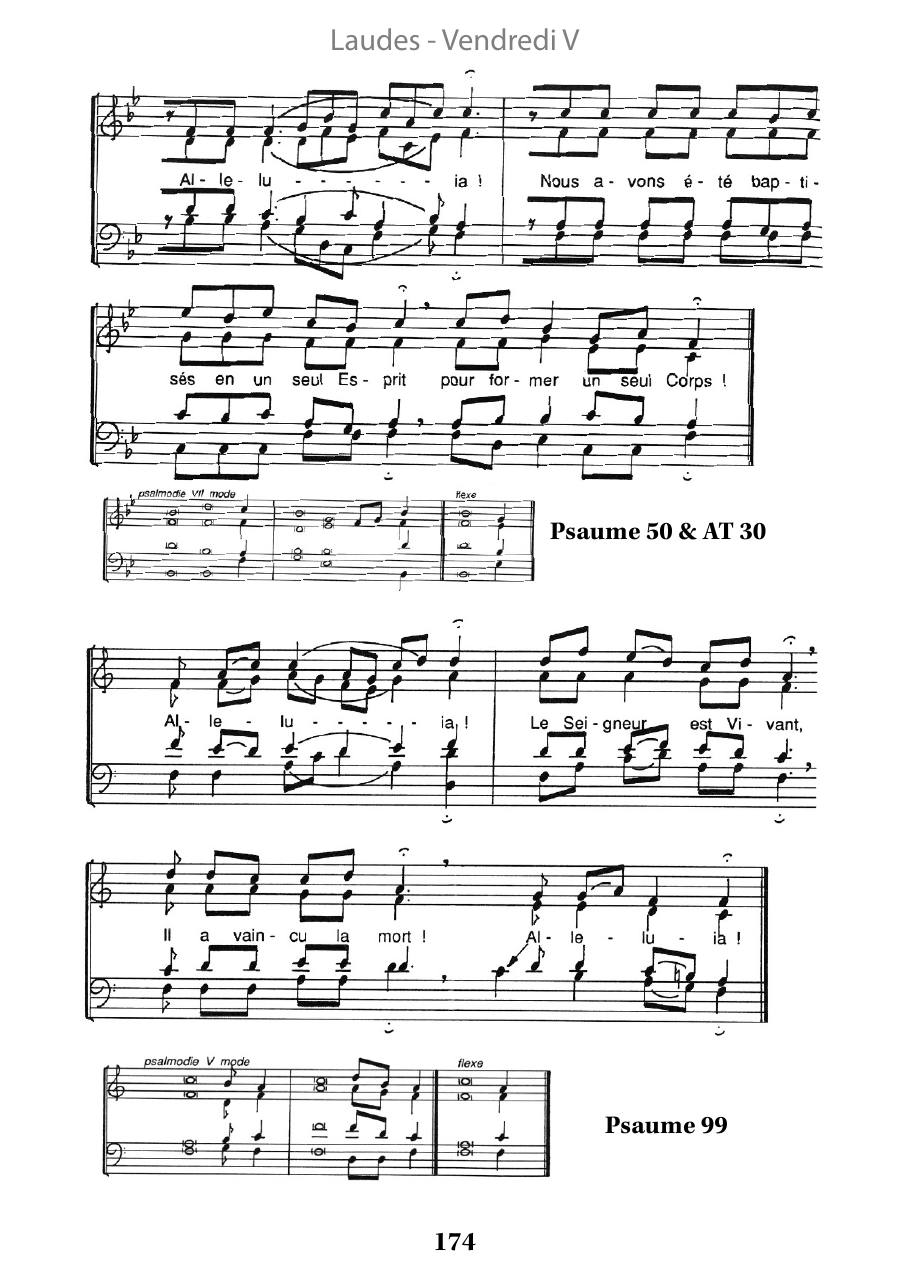 Laudes - Vendredi V
Al - le - lu - - - - - - - ia ! Nous a - vons é - té bap - ti -
sés en un seul Es - prit pour for - mer un seul Corps !
psalmodie VII mode flexe
Psaume 50 & AT 30
Al - le - lu - - - - - - ia ! Le Sei - gneur est Vi - vant,
Il a vain - cu la mort ! Al - le - lu - ia !
psalmodie V mode flexe
Psaume 99
174